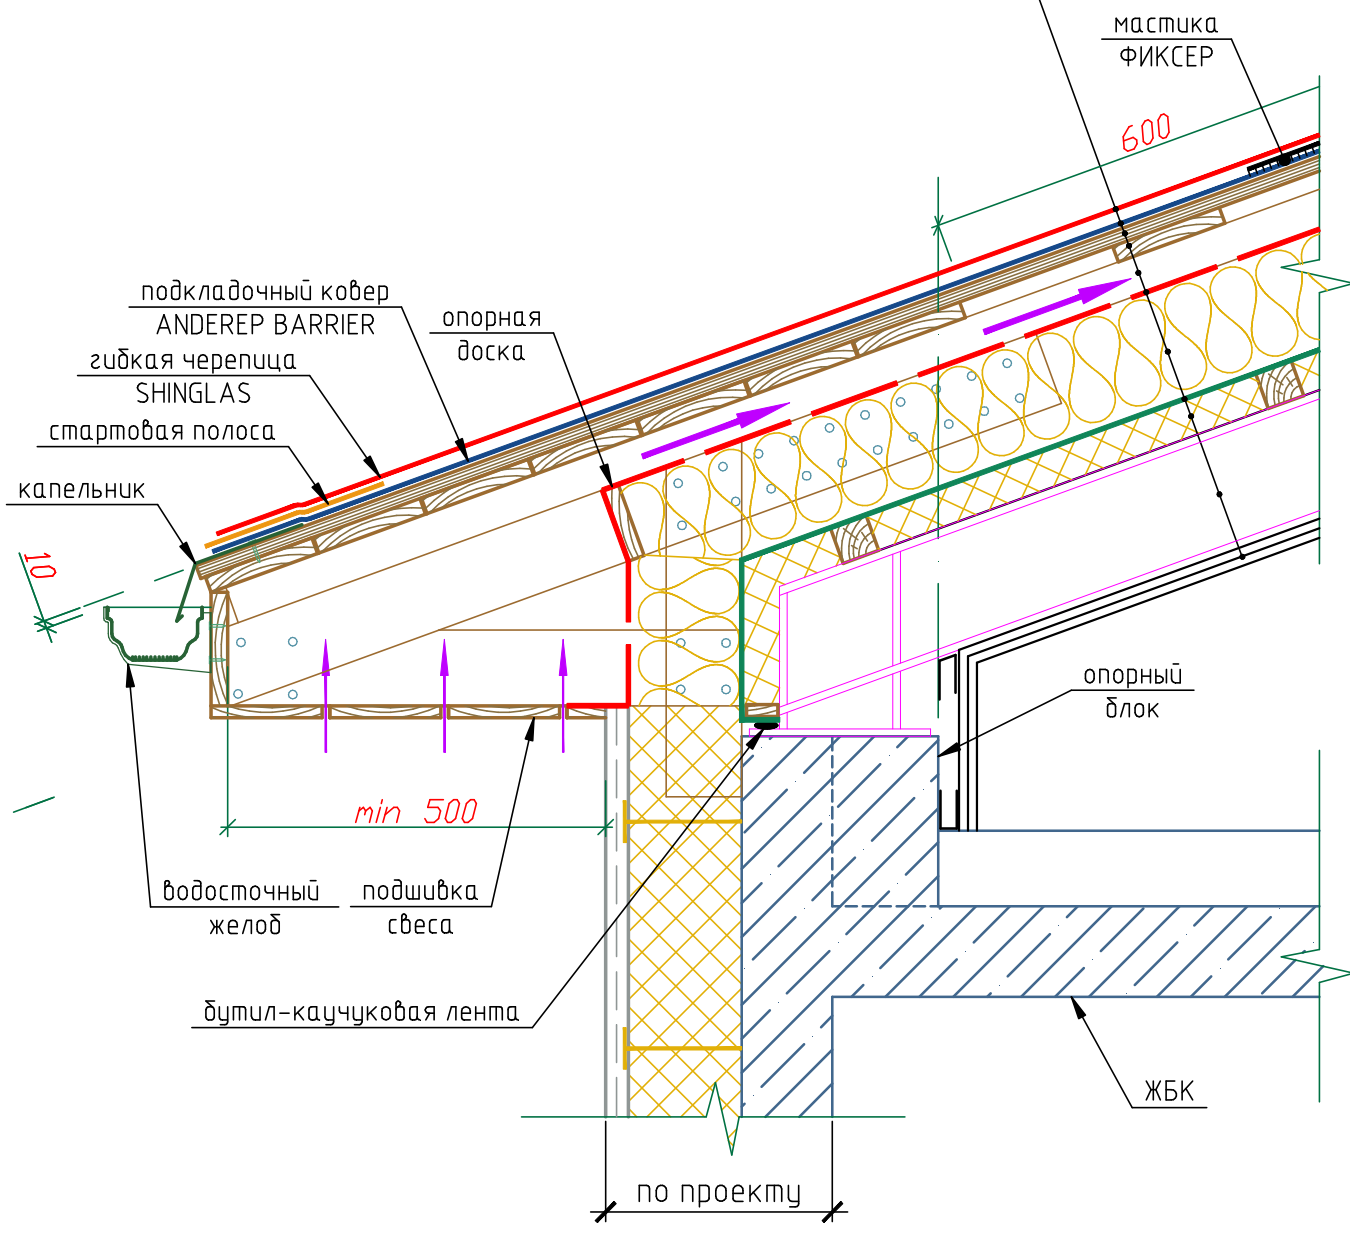 мастика
ФИКСЕР
600
подкладочный ковер
ANDEREP BARRIER
опорная
доска
гибкая черепица
SHINGLAS
стартовая полоса
капельник
10
опорный
блок
min 500
водосточный
желоб
подшивка
свеса
бутил-каучуковая лента
ЖБК
по проекту